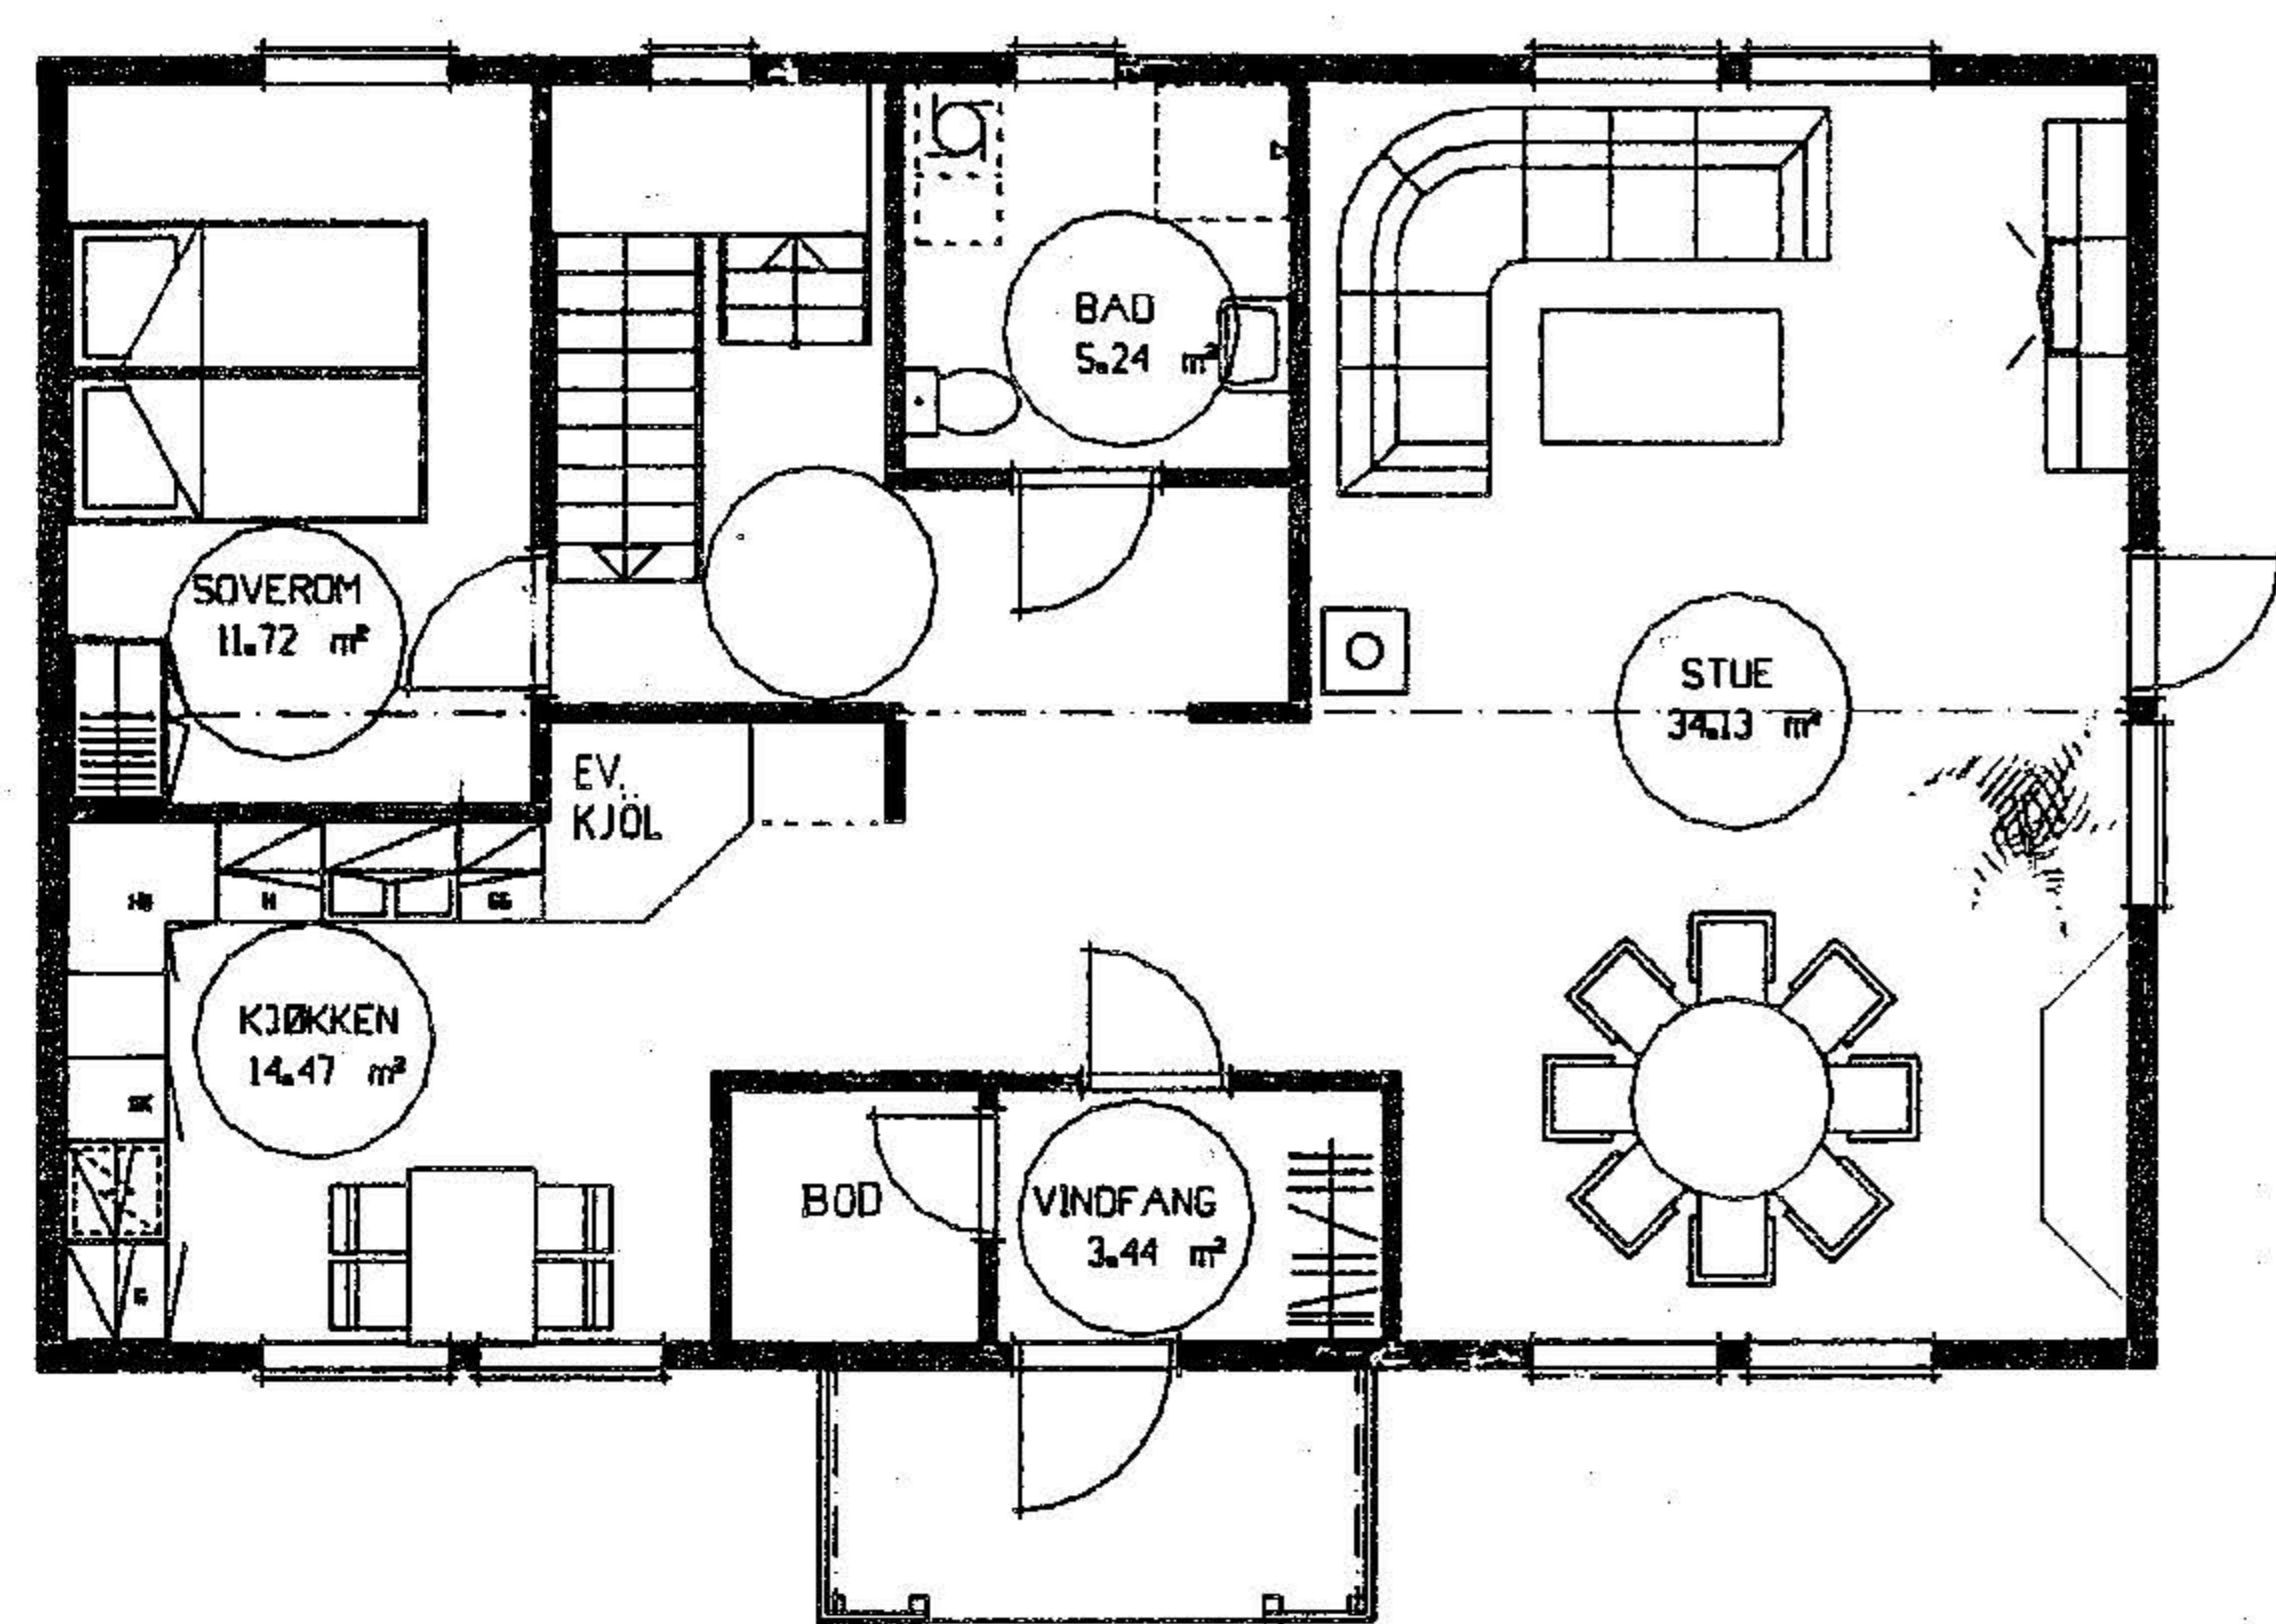 BAD
5.24 m²
SOVEROM
11.72 m²
STUE
34.13 m²
EV.
KJÖL
H
KJØKKEN
14.47 m²
BOD
VINDFANG
3.44 m²